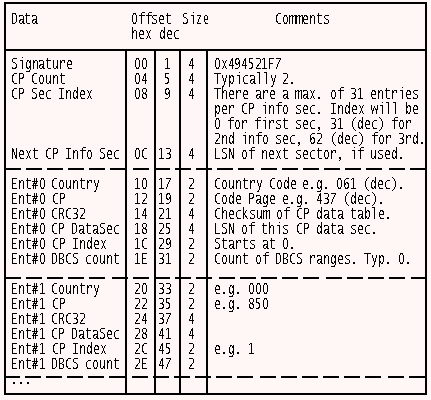 Data Offset Size Comments
hex dec
Signature 00 1 4 0x494521F7
CP Count 04 5 4 Typically 2.
CP Sec Index 08 9 4 There are a max. of 31 entries
per CP info sec. Index will be
0 for first sec, 31 (dec) for
2nd info sec, 62 (dec) for 3rd.
Next CP Info Sec 0C 13 4 LSN of next sector, if used.
Ent#0 Country 10 17 2 Country Code e.g. 061 (dec).
Ent#0 CP 12 19 2 Code Page e.g. 437 (dec).
Ent#0 CRC32 14 21 4 Checksum of CP data table.
Ent#0 CP DataSec 18 25 4 LSN of this CP data sec.
Ent#0 CP Index 1C 29 2 Starts at 0.
Ent#0 DBCS count 1E 31 2 Count of DBCS ranges. Typ. 0.
Ent#1 Country 20 33 2 e.g. 000
Ent#1 CP 22 35 2 e.g. 850
Ent#1 CRC32 24 37 4
Ent#1 CP DataSec 28 41 4
Ent#1 CP Index 2C 45 2 e.g. 1
Ent#1 DBCS count 2E 47 2
...